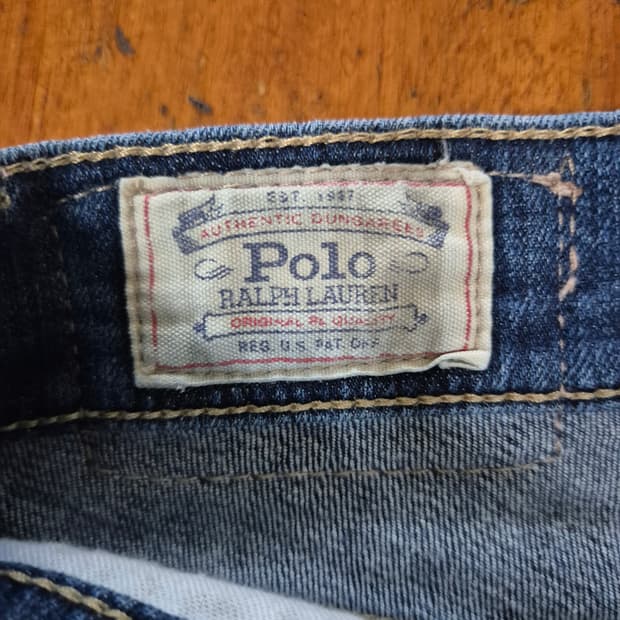 EST. 1967
AUTHENTIC DUNGAREES
Polo
RALPH LAUREN
ORIGINAL RL QUALITY
REG. U.S. PAT. OFF